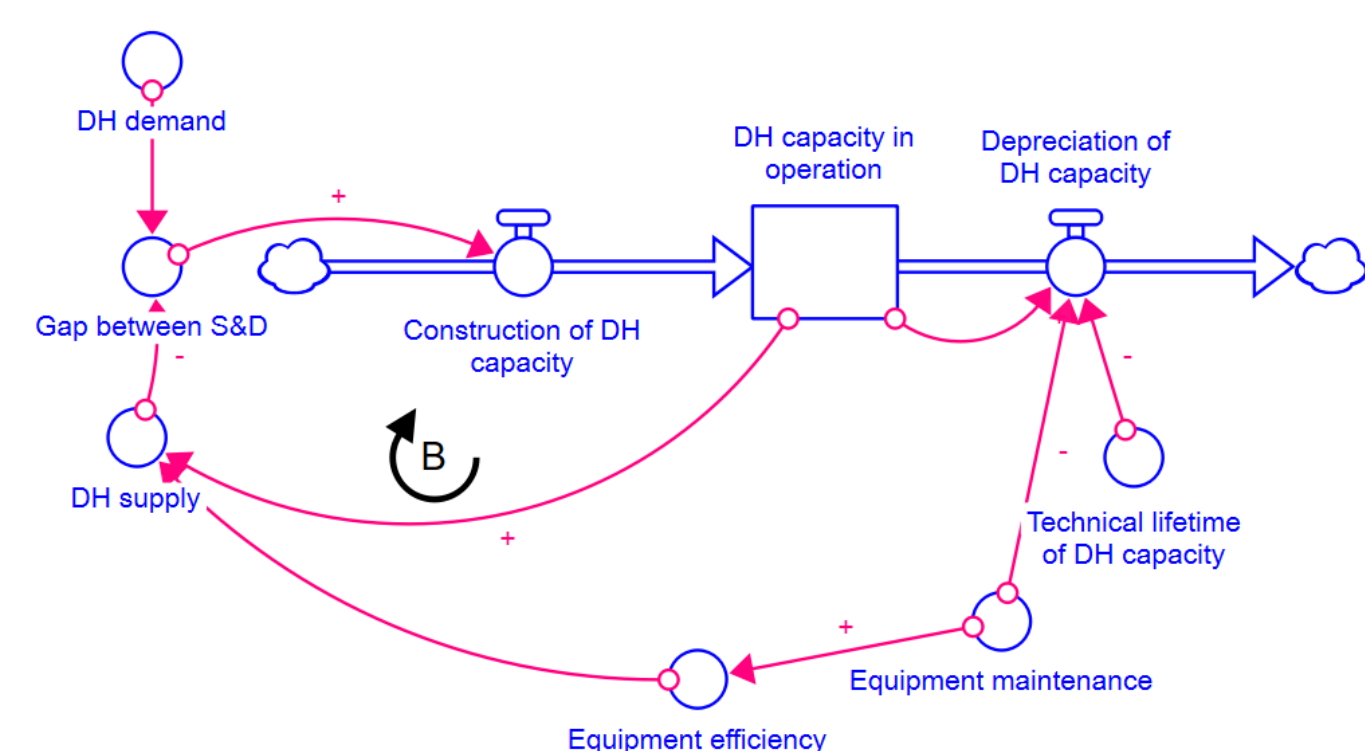 DH demand
DH capacity in
operation
Depreciation of
DH capacity
+
Gap between S&D
-
Construction of DH
capacity
-
B
-
DH supply
+
Technical lifetime
of DH capacity
+
Equipment maintenance
Equipment efficiency